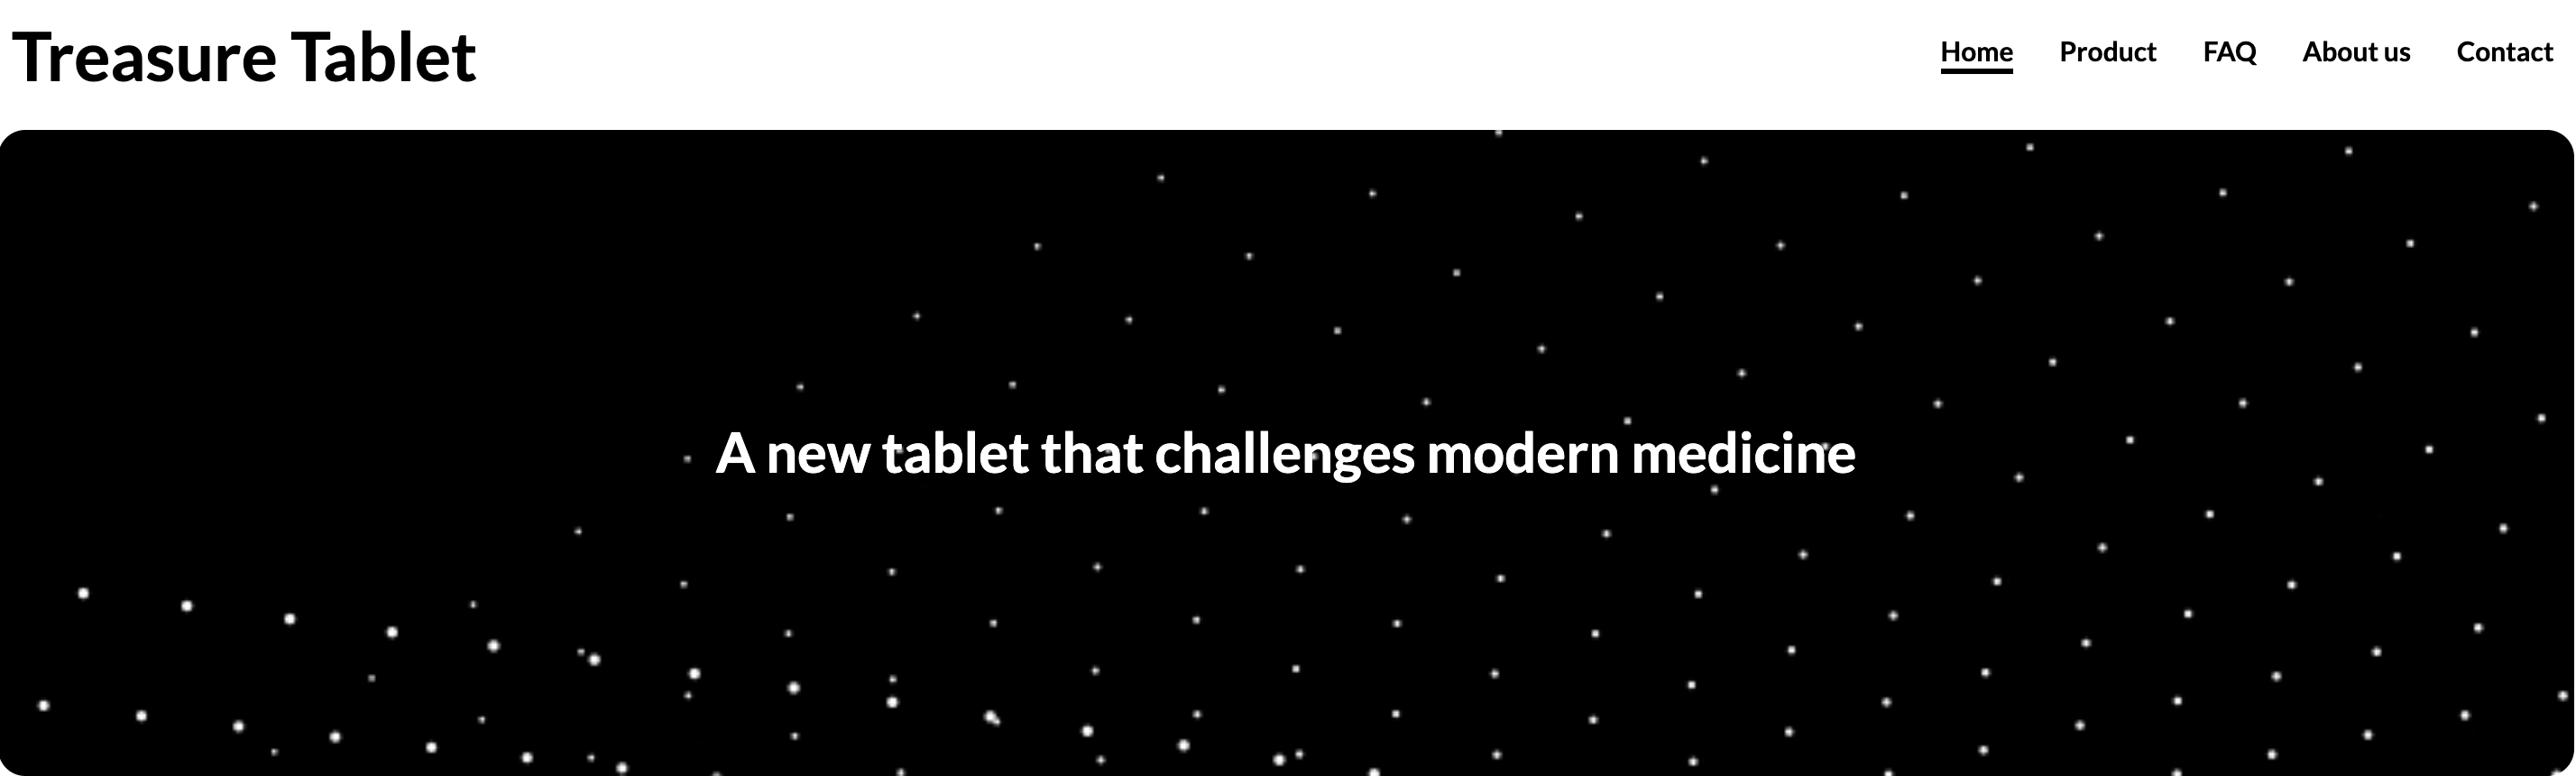 Treasure Tablet
Home Product FAQ About us Contact
A new tablet that challenges modern medicine